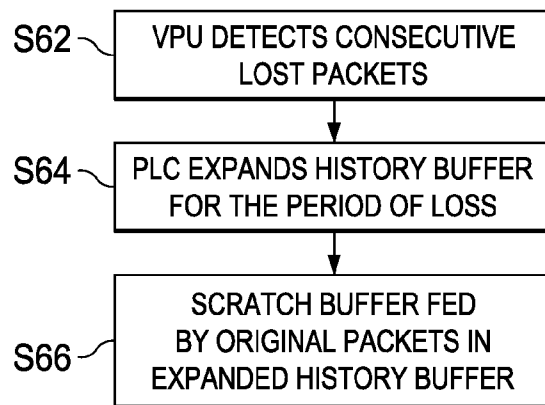 S62
VPU DETECTS CONSECUTIVE
LOST PACKETS
S64
PLC EXPANDS HISTORY BUFFER
FOR THE PERIOD OF LOSS
S66
SCRATCH BUFFER FED
BY ORIGINAL PACKETS IN
EXPANDED HISTORY BUFFER